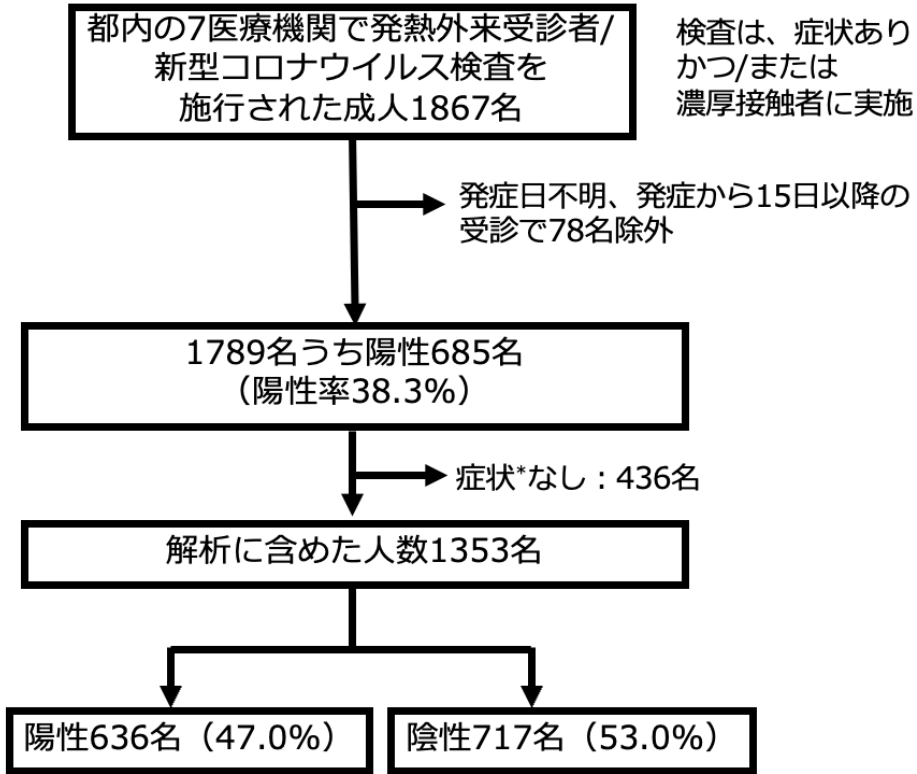 都内の7医療機関で発熱外来受診者/
新型コロナウイルス検査を
施行された成人1867名
検査は、症状あり
かつ/または
濃厚接触者に実施
発症日不明、発症から15日以降の
受診で78名除外
1789名うち陽性685名
（陽性率38.3%）
症状*なし：436名
解析に含めた人数1353名
陽性636名（47.0%）
陰性717名（53.0%）